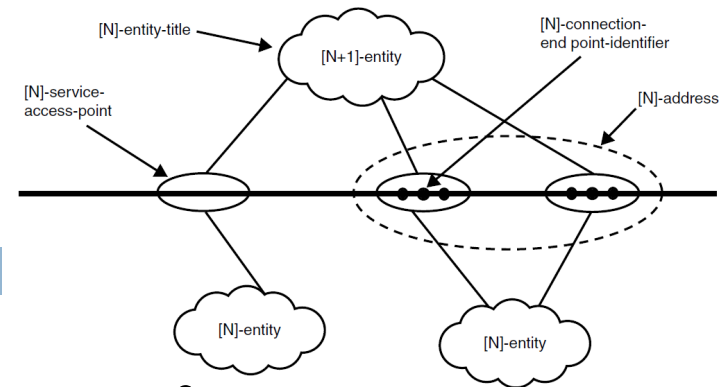 [N]-entity-title
[N+1]-entity
[N]-connection-
end point-identifier
[N]-service-
access-point
[N]-address
[N]-entity
[N]-entity